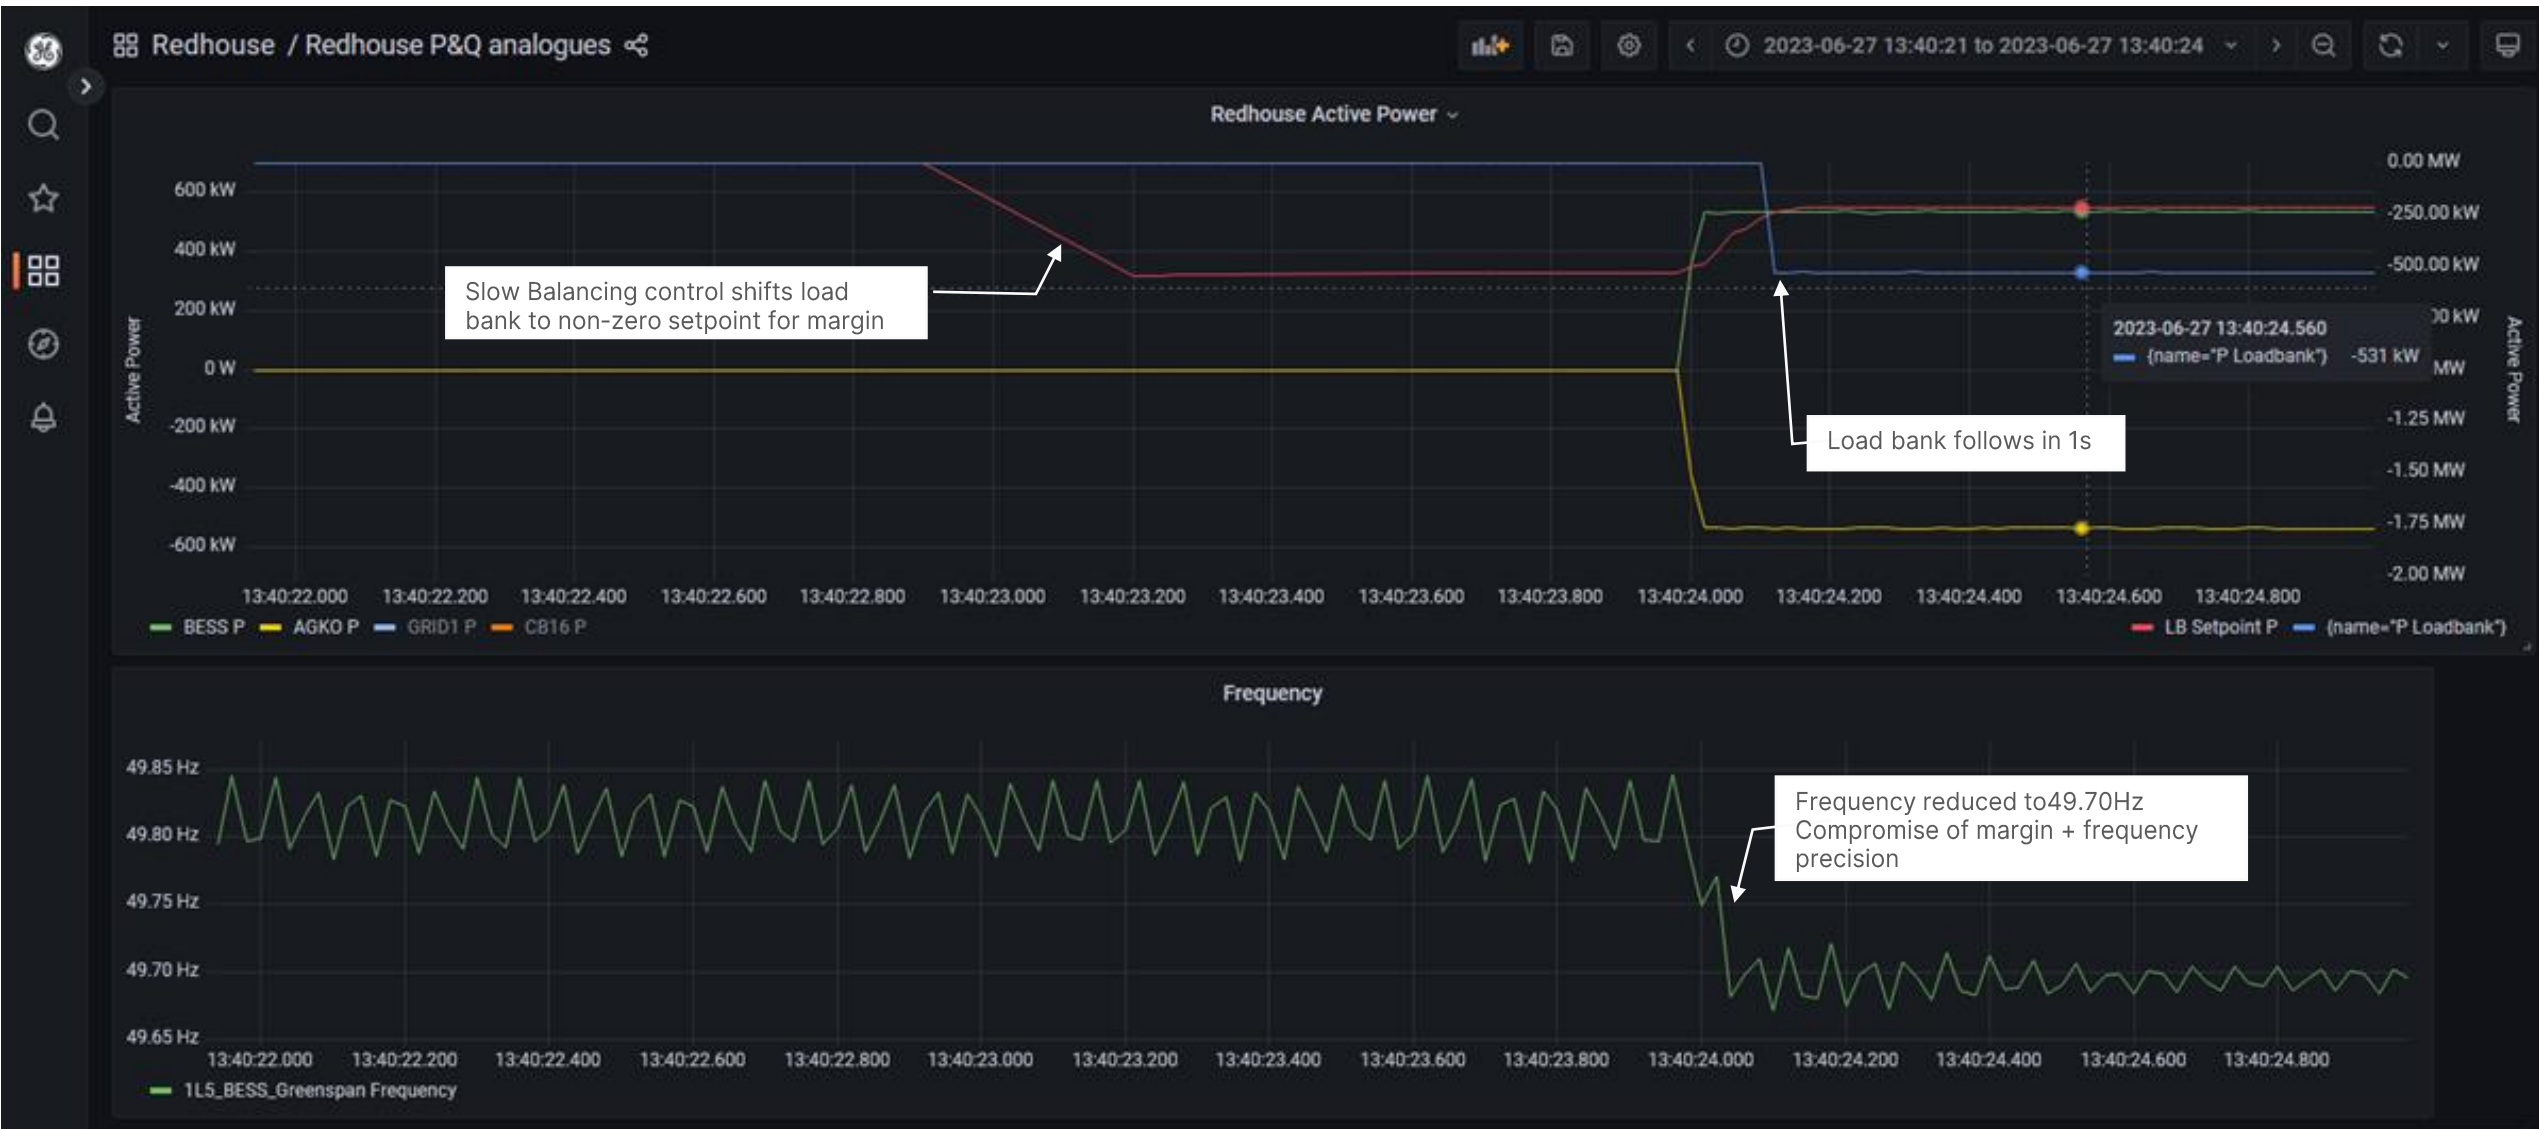 Redhouse / Redhouse P&Q analogues
2023-06-27 13:40:21 to 2023-06-27 13:40:24
Redhouse Active Power
600 kW
400 kW
200 kW
0 W
-200 kW
-400 kW
-600 kW
Active Power
0.00 MW
-250.00 kW
-500.00 kW
00 kW
MW
-1.25 MW
-1.50 MW
-1.75 MW
-2.00 MW
Active Power
Slow Balancing control shifts load
bank to non-zero setpoint for margin
2023-06-27 13:40:24.560
{name="P Loadbank"} -531 kW
Load bank follows in 1s
13:40:22.000 13:40:22.200 13:40:22.400 13:40:22.600 13:40:22.800 13:40:23.000 13:40:23.200 13:40:23.400 13:40:23.600 13:40:23.800 13:40:24.000 13:40:24.200 13:40:24.400 13:40:24.600 13:40:24.800
BESS P AGKO P GRID1 P CB16 P LB Setpoint P {name="P Loadbank"}
Frequency
49.85 Hz
49.80 Hz
49.75 Hz
49.70 Hz
49.65 Hz
Frequency reduced to49.70Hz
Compromise of margin + frequency
precision
13:40:22.000 13:40:22.200 13:40:22.400 13:40:22.600 13:40:22.800 13:40:23.000 13:40:23.200 13:40:23.400 13:40:23.600 13:40:23.800 13:40:24.000 13:40:24.200 13:40:24.400 13:40:24.600 13:40:24.800
1L5_BESS_Greenspan Frequency